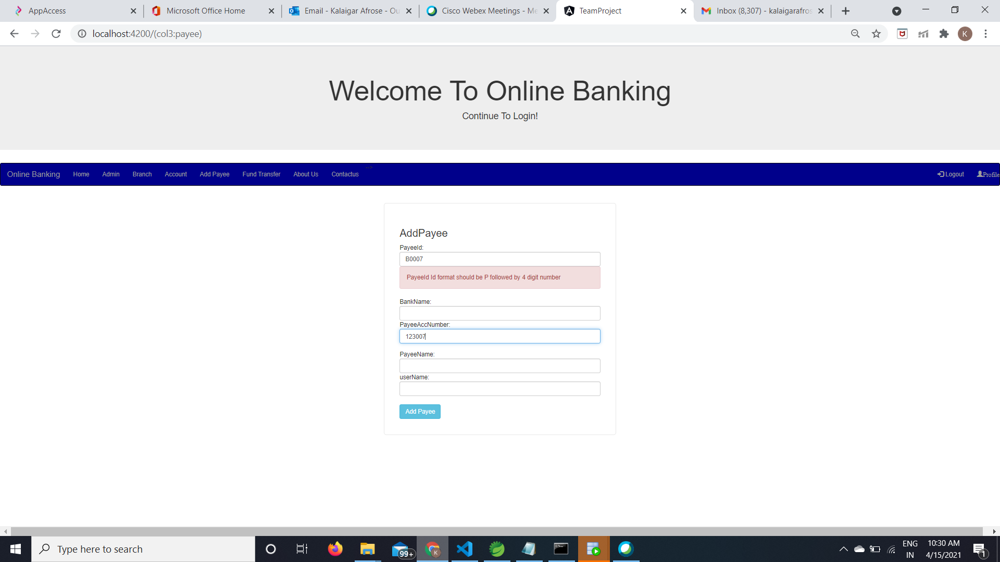 AppAccess
Microsoft Office Home
Email - Kalaigar Afrose - Ou
Cisco Webex Meetings - Me
TeamProject
Inbox (8,307) - kalaigarafros
localhost:4200/(col3:payee)
K
Welcome To Online Banking
Continue To Login!
Online Banking
Home
Admin
Branch
Account
Add Payee
Fund Transfer
About Us
Contactus
-->
Logout
Profile
AddPayee
PayeeId:
B0007
PayeeId Id format should be P followed by 4 digit number
BankName:
PayeeAccNumber:
123007
PayeeName:
userName:
Add Payee
Type here to search
99+
K
ENG
IN
10:30 AM
4/15/2021
1